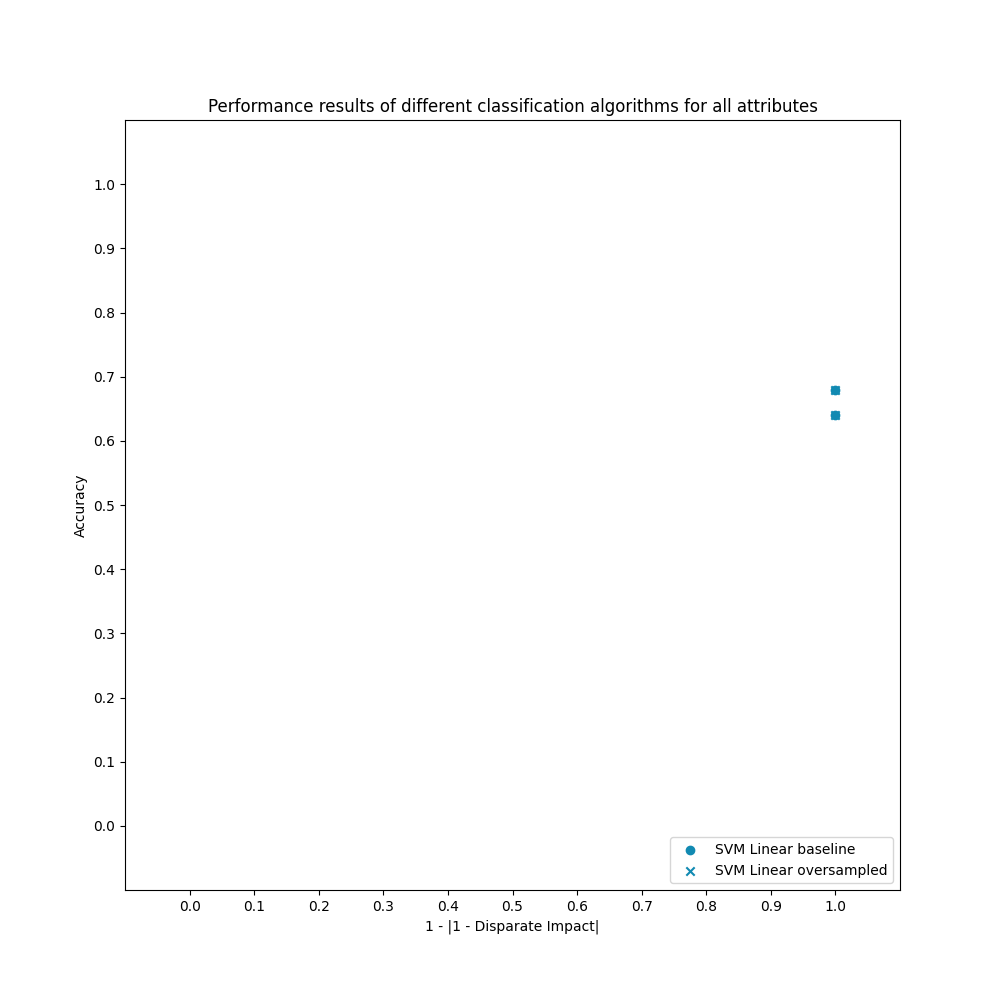 Performance results of different classification algorithms for all attributes
1.0
0.9
0.8
0.7
0.6
0.5
0.4
0.3
0.2
0.1
0.0
Accuracy
SVM Linear baseline
SVM Linear oversampled
0.0 0.1 0.2 0.3 0.4 0.5 0.6 0.7 0.8 0.9 1.0
1 - |1 - Disparate Impact|